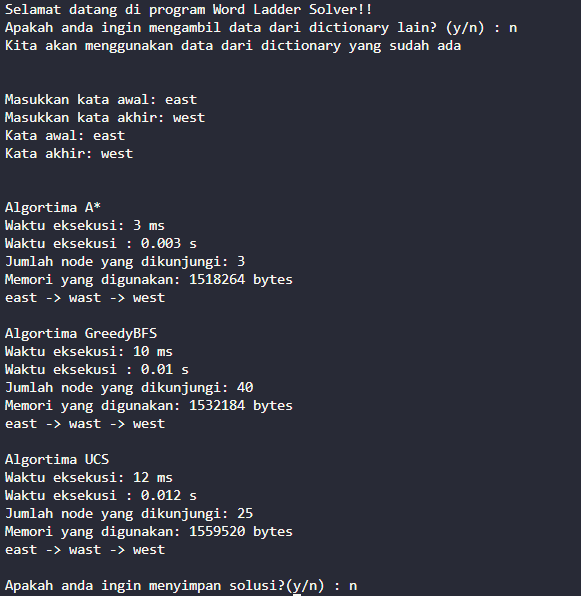 Selamat datang di program Word Ladder Solver!!
Apakah anda ingin mengambil data dari dictionary lain? (y/n) : n
Kita akan menggunakan data dari dictionary yang sudah ada
Masukkan kata awal: east
Masukkan kata akhir: west
Kata awal: east
Kata akhir: west
Algortima A*
Waktu eksekusi: 3 ms
Waktu eksekusi : 0.003 s
Jumlah node yang dikunjungi: 3
Memori yang digunakan: 1518264 bytes
east -> wast -> west
Algortima GreedyBFS
Waktu eksekusi: 10 ms
Waktu eksekusi : 0.01 s
Jumlah node yang dikunjungi: 40
Memori yang digunakan: 1532184 bytes
east -> wast -> west
Algortima UCS
Waktu eksekusi: 12 ms
Waktu eksekusi : 0.012 s
Jumlah node yang dikunjungi: 25
Memori yang digunakan: 1559520 bytes
east -> wast -> west
Apakah anda ingin menyimpan solusi?(y/n) : n